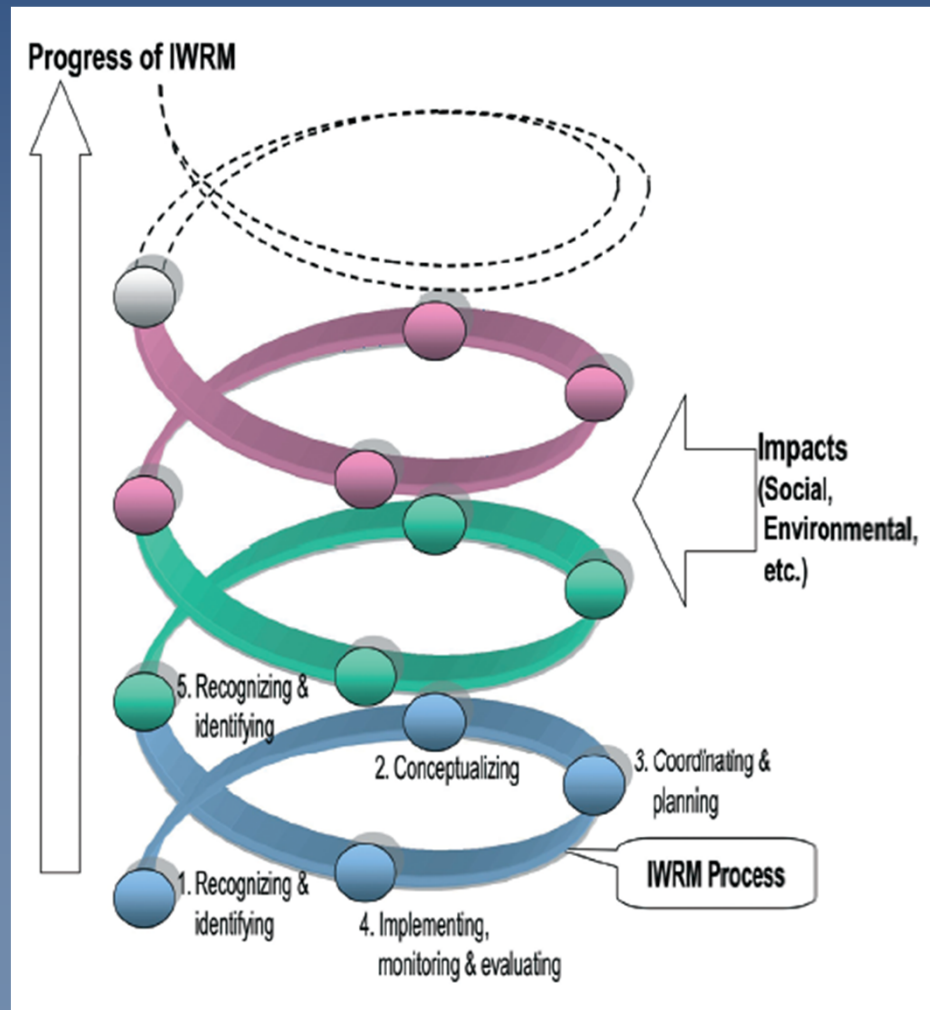 Progress of IWRM
Impacts
(Social,
Environmental,
etc.)
5. Recognizing &
identifying
2. Conceptualizing
3. Coordinating &
planning
IWRM Process
1. Recognizing &
identifying
4. Implementing,
monitoring & evaluating